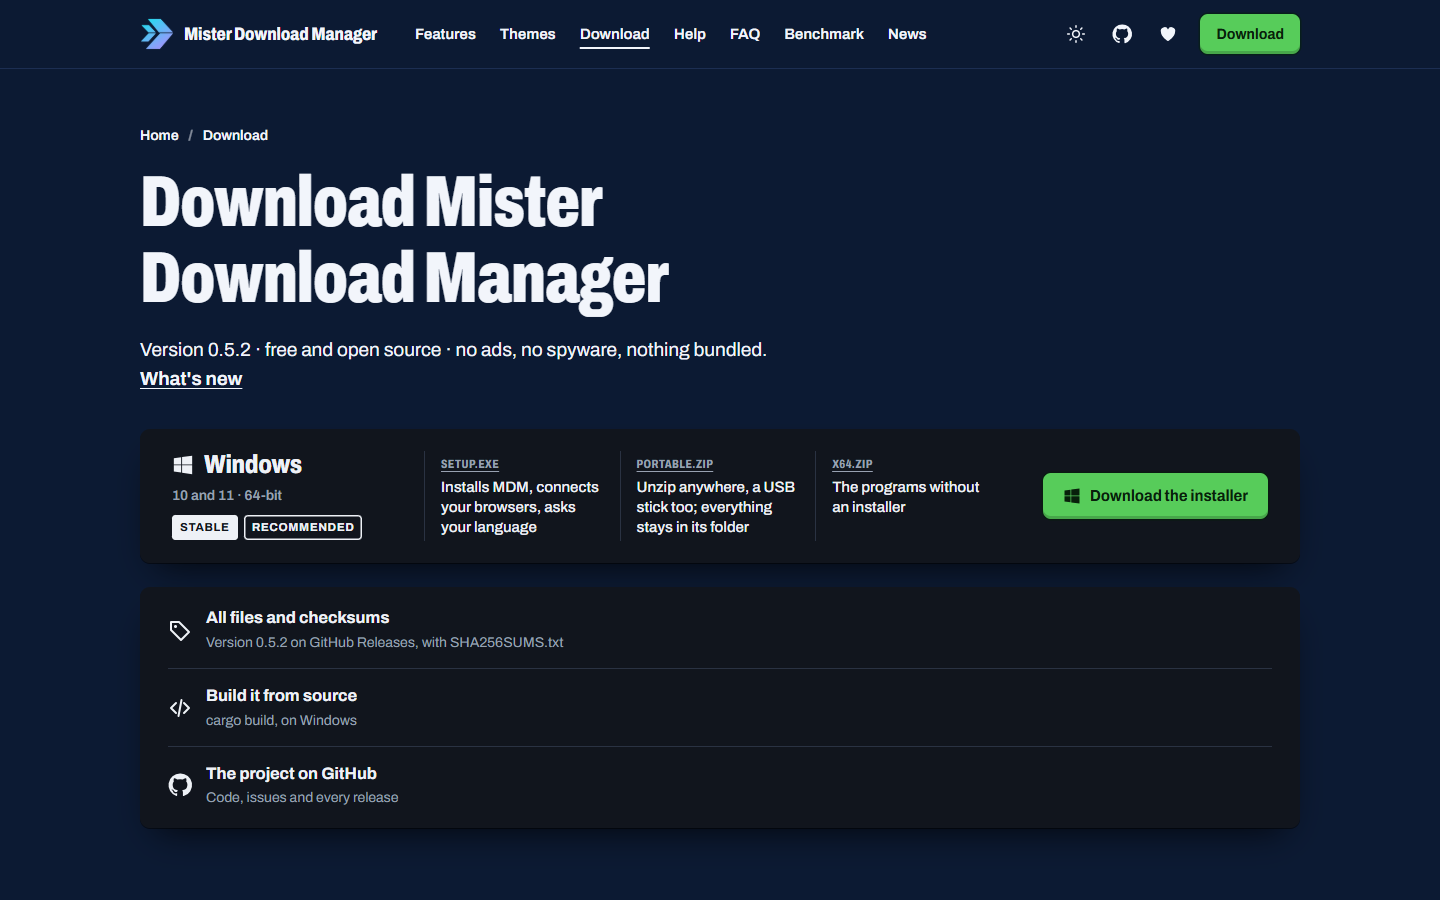 Mister Download Manager
Features
Themes
Download
Help
FAQ
Benchmark
News
Download
Home / Download
Download Mister
Download Manager
Version 0.5.2 · free and open source · no ads, no spyware, nothing bundled.
What's new
Windows
10 and 11 · 64-bit
STABLE
RECOMMENDED
SETUP.EXE
Installs MDM, connects
your browsers, asks
your language
PORTABLE.ZIP
Unzip anywhere, a USB
stick too; everything
stays in its folder
X64.ZIP
The programs without
an installer
Download the installer
All files and checksums
Version 0.5.2 on GitHub Releases, with SHA256SUMS.txt
Build it from source
cargo build, on Windows
The project on GitHub
Code, issues and every release